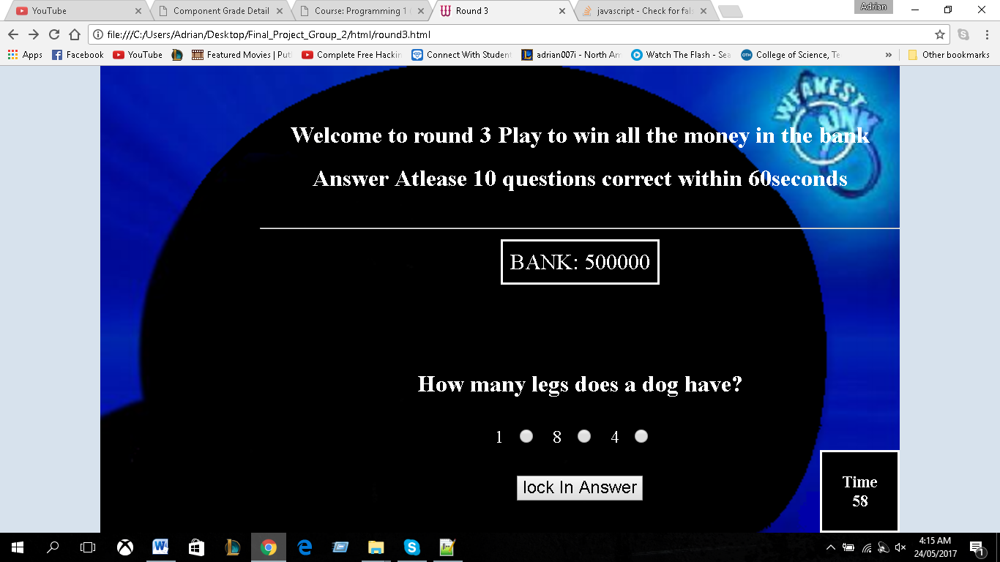 YouTube
Component Grade Detail
Course: Programming 1 (
Round 3
javascript - Check for fals
Adrian
file:///C:/Users/Adrian/Desktop/Final_Project_Group_2/html/round3.html
Apps Facebook YouTube Featured Movies | Put Complete Free Hackin Connect With Student adrian007i - North Am Watch The Flash - Sea College of Science, Te » Other bookmarks
WEAKEST
LINK
Welcome to round 3 Play to win all the money in the bank
Answer Atlease 10 questions correct within 60seconds
BANK: 500000
How many legs does a dog have?
1 8 4
lock In Answer
Time
58
4:15 AM
24/05/2017
1